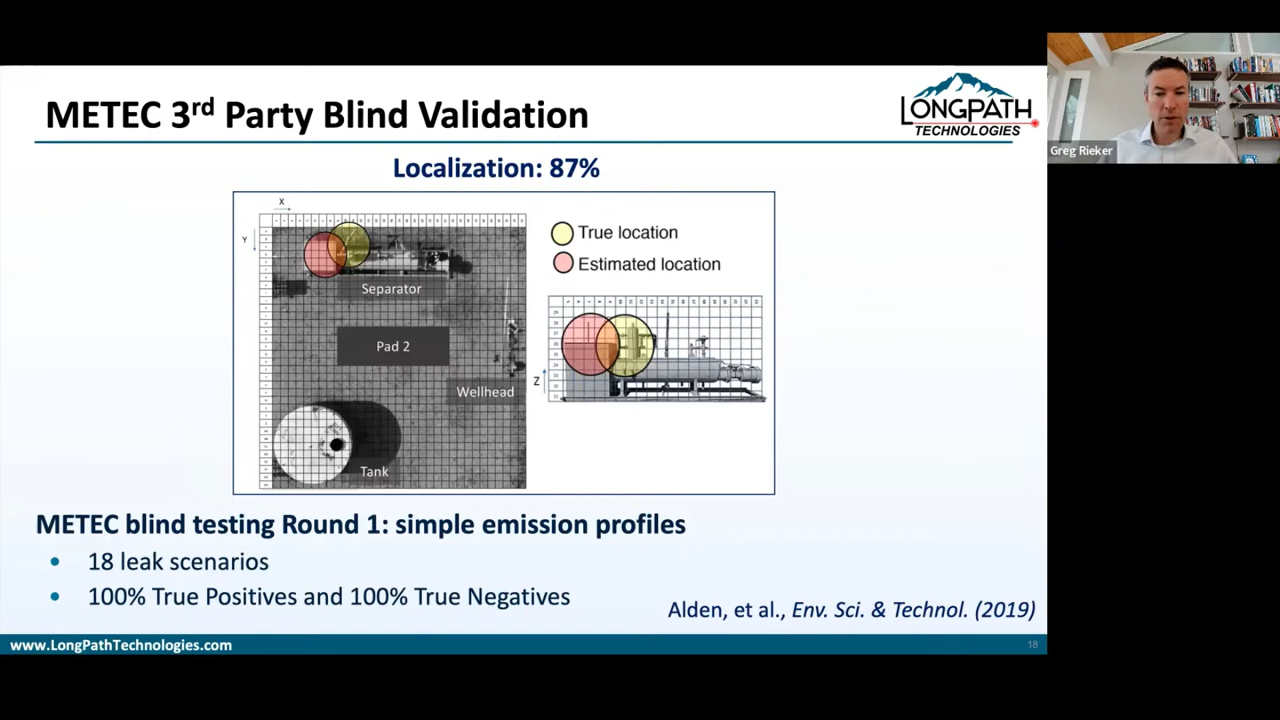 METEC 3rd Party Blind Validation
LONGPATH
TECHNOLOGIES
Greg Rieker
Localization: 87%
X
Y
True location
Estimated location
Separator
Pad 2
Z
Wellhead
Tank
METEC blind testing Round 1: simple emission profiles
• 18 leak scenarios
• 100% True Positives and 100% True Negatives
Alden, et al., Env. Sci. & Technol. (2019)
www.LongPathTechnologies.com
18